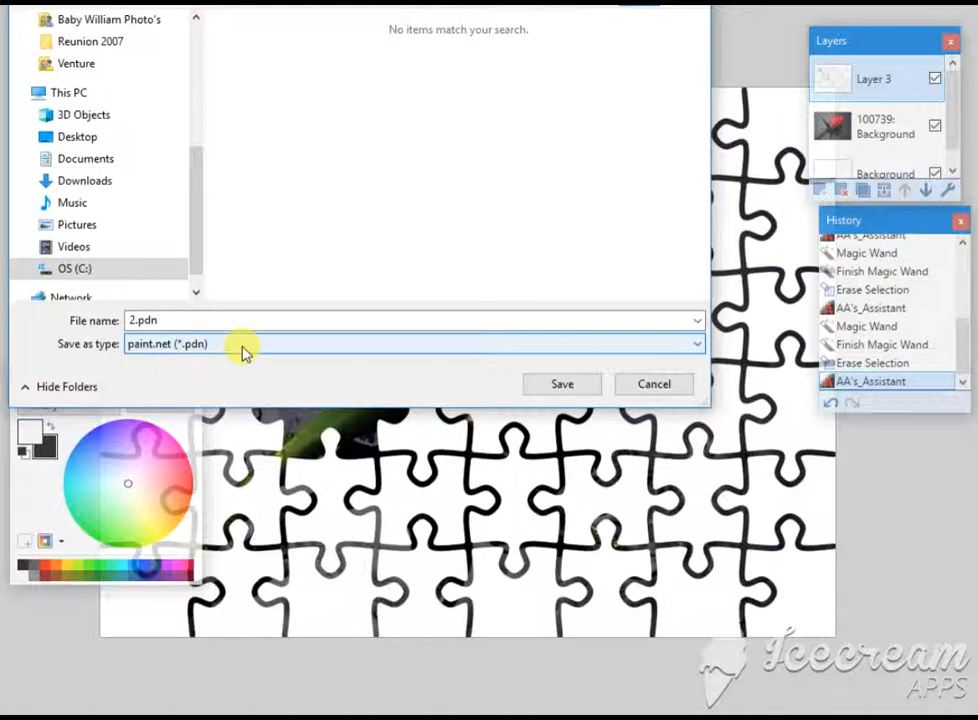 Baby William Photo's
Reunion 2007
Venture
This PC
3D Objects
Desktop
Documents
Downloads
Music
Pictures
Videos
OS (C:)
Network
No items match your search.
File name: 2.pdn
Save as type: paint.net (*.pdn)
Hide Folders
Save
Cancel
Layers
Layer 3
100739:
Background
Background
History
AA's_Assistant
Magic Wand
Finish Magic Wand
Erase Selection
AA's_Assistant
Magic Wand
Finish Magic Wand
Erase Selection
AA's_Assistant
Icecream
APPS